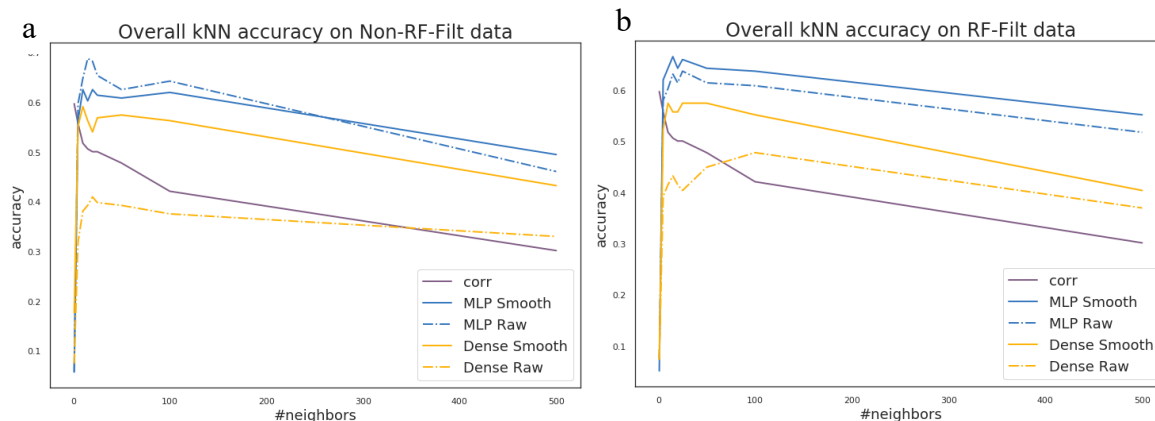 a
Overall kNN accuracy on Non-RF-Filt data
0.7
0.6
0.5
0.4
0.3
0.2
0.1
accuracy
0 100 200 300 400 500
#neighbors
corr
MLP Smooth
MLP Raw
Dense Smooth
Dense Raw
b
Overall kNN accuracy on RF-Filt data
0.6
0.5
0.4
0.3
0.2
0.1
accuracy
0 100 200 300 400 500
#neighbors
corr
MLP Smooth
MLP Raw
Dense Smooth
Dense Raw